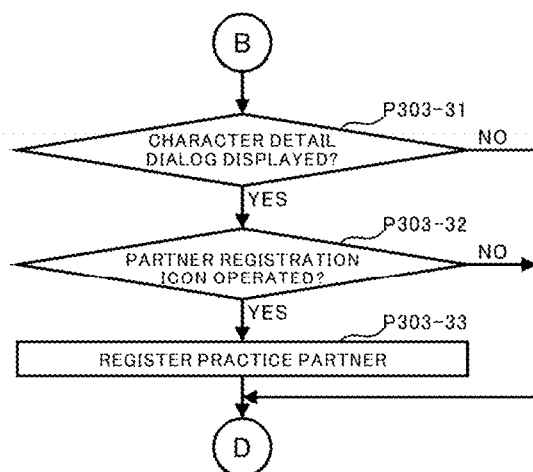 B
P303-31
CHARACTER DETAIL
DIALOG DISPLAYED?
NO
YES
P303-32
PARTNER REGISTRATION
ICON OPERATED?
NO
YES
P303-33
REGISTER PRACTICE PARTNER
D